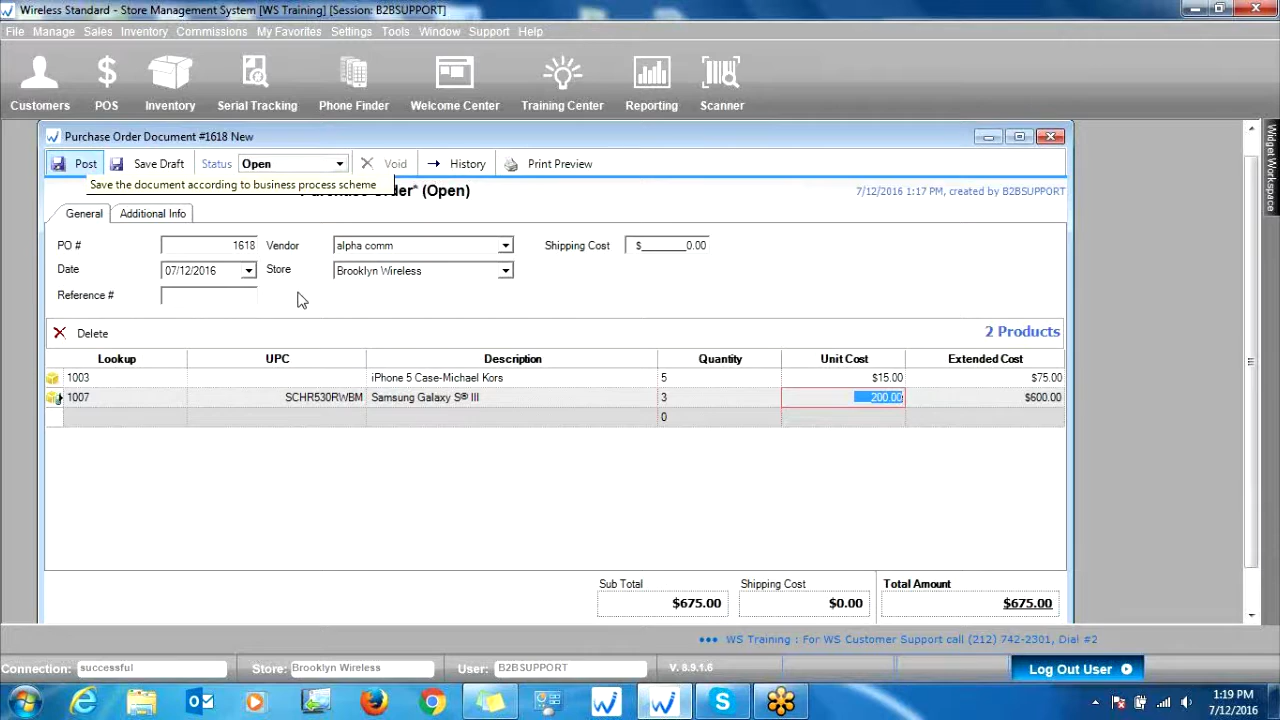 Wireless Standard - Store Management System [WS Training] [Session: B2BSUPPORT]
File Manage Sales Inventory Commissions My Favorites Settings Tools Window Support Help
Customers POS Inventory Serial Tracking Phone Finder Welcome Center Training Center Reporting Scanner
Purchase Order Document #1618 New
Post Save Draft Status Open Void History Print Preview
Save the document according to business process scheme
(Open) 7/12/2016 1:17 PM, created by B2BSUPPORT
General Additional Info
PO # 1618 Vendor alpha comm Shipping Cost $_______0.00
Date 07/12/2016 Store Brooklyn Wireless
Reference #
Delete 2 Products
Lookup UPC Description Quantity Unit Cost Extended Cost
1003 iPhone 5 Case-Michael Kors 5 $15.00 $75.00
1007 SCHR530RWBM Samsung Galaxy S® III 3 200.00 $600.00
0
Sub Total Shipping Cost Total Amount
$675.00 $0.00 $675.00
••• WS Training : For WS Customer Support call (212) 742-2301, Dial #2
Connection: successful Store: Brooklyn Wireless User: B2BSUPPORT V. 8.9.1.6 Log Out User
Widget Workspace
1:19 PM
7/12/2016